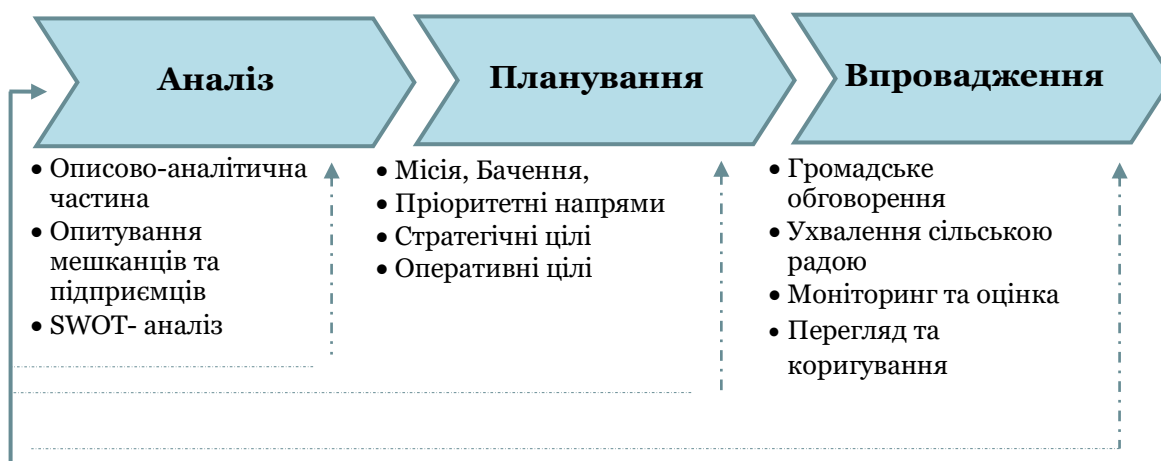 Аналіз
Планування
Впровадження
• Описово-аналітична
частина
• Опитування
мешканців та
підприємців
• SWOT- аналіз
• Місія, Бачення,
• Пріоритетні напрями
• Стратегічні цілі
• Оперативні цілі
• Громадське
обговорення
• Ухвалення сільською
радою
• Моніторинг та оцінка
• Перегляд та
коригування